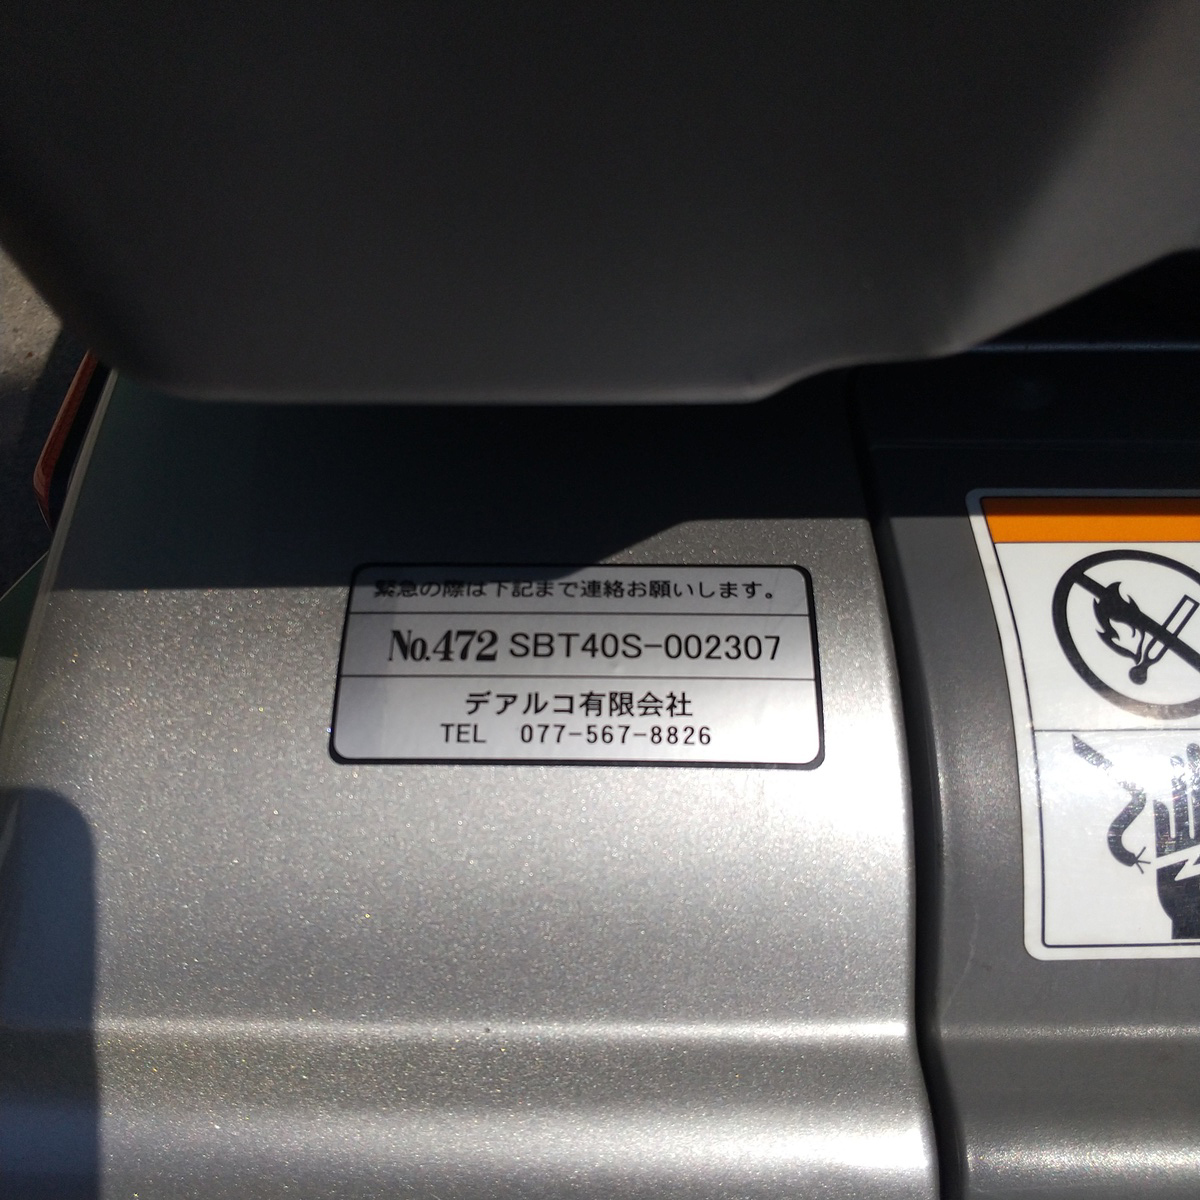 緊急の際は下記まで連絡お願いします。
No.472 SBT40S-002307
デアルコ有限会社
TEL 077-567-8826